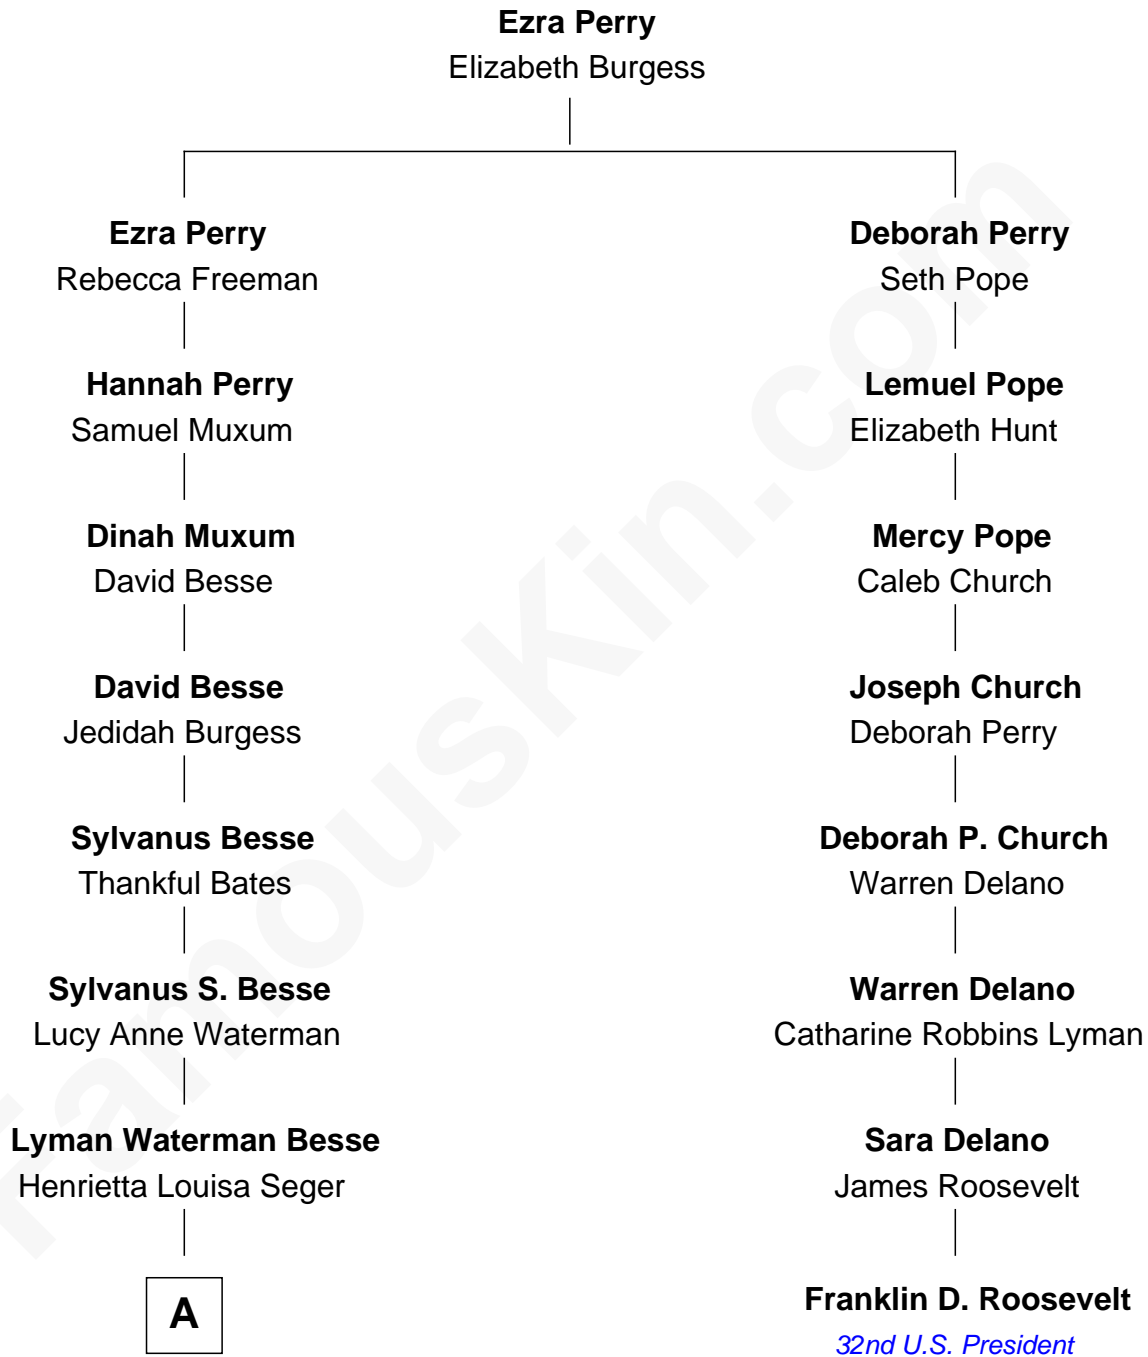 Ezra Perry
Elizabeth Burgess
Ezra Perry
Rebecca Freeman
Deborah Perry
Seth Pope
Hannah Perry
Samuel Muxum
Lemuel Pope
Elizabeth Hunt
Dinah Muxum
David Besse
Mercy Pope
Caleb Church
David Besse
Jedidah Burgess
Joseph Church
Deborah Perry
Sylvanus Besse
Thankful Bates
Deborah P. Church
Warren Delano
Sylvanus S. Besse
Lucy Anne Waterman
Warren Delano
Catharine Robbins Lyman
Lyman Waterman Besse
Henrietta Louisa Seger
Sara Delano
James Roosevelt
A
Franklin D. Roosevelt
32nd U.S. President
FamousKin.com